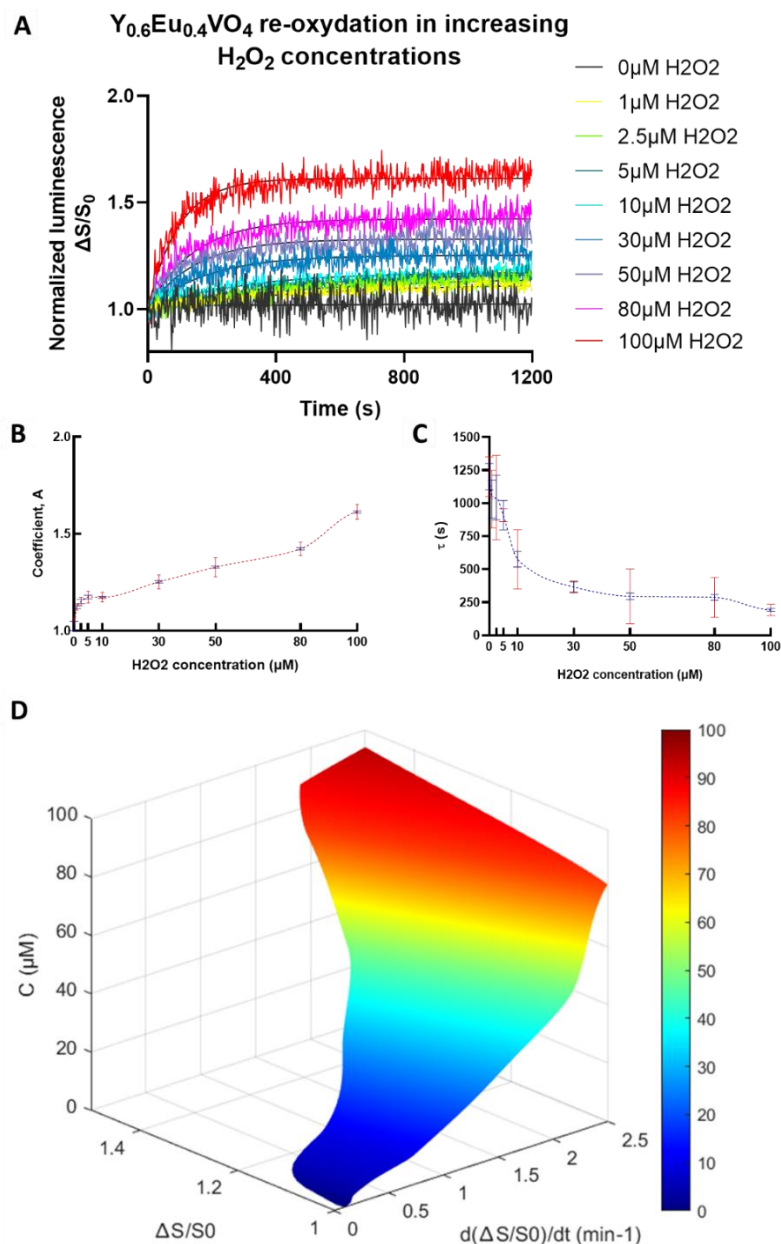 A
Y0.6Eu0.4VO4 re-oxydation in increasing
H2O2 concentrations
Normalized luminescence
ΔS/S0
2.0
1.5
1.0
0
400
800
1200
Time (s)
0µM H2O2
1µM H2O2
2.5µM H2O2
5µM H2O2
10µM H2O2
30µM H2O2
50µM H2O2
80µM H2O2
100µM H2O2
B
Coefficient, A
2.0
1.5
1.0
0 5 10 30 50 80 100
H2O2 concentration (µM)
C
τ (s)
1500
1250
1000
750
500
250
0
0 5 10 30 50 80 100
H2O2 concentration (µM)
D
C (µM)
100
80
60
40
20
0
1.4
1.2
1
ΔS/S0
0
0.5
1
1.5
2
2.5
d(ΔS/S0)/dt (min-1)
100
90
80
70
60
50
40
30
20
10
0